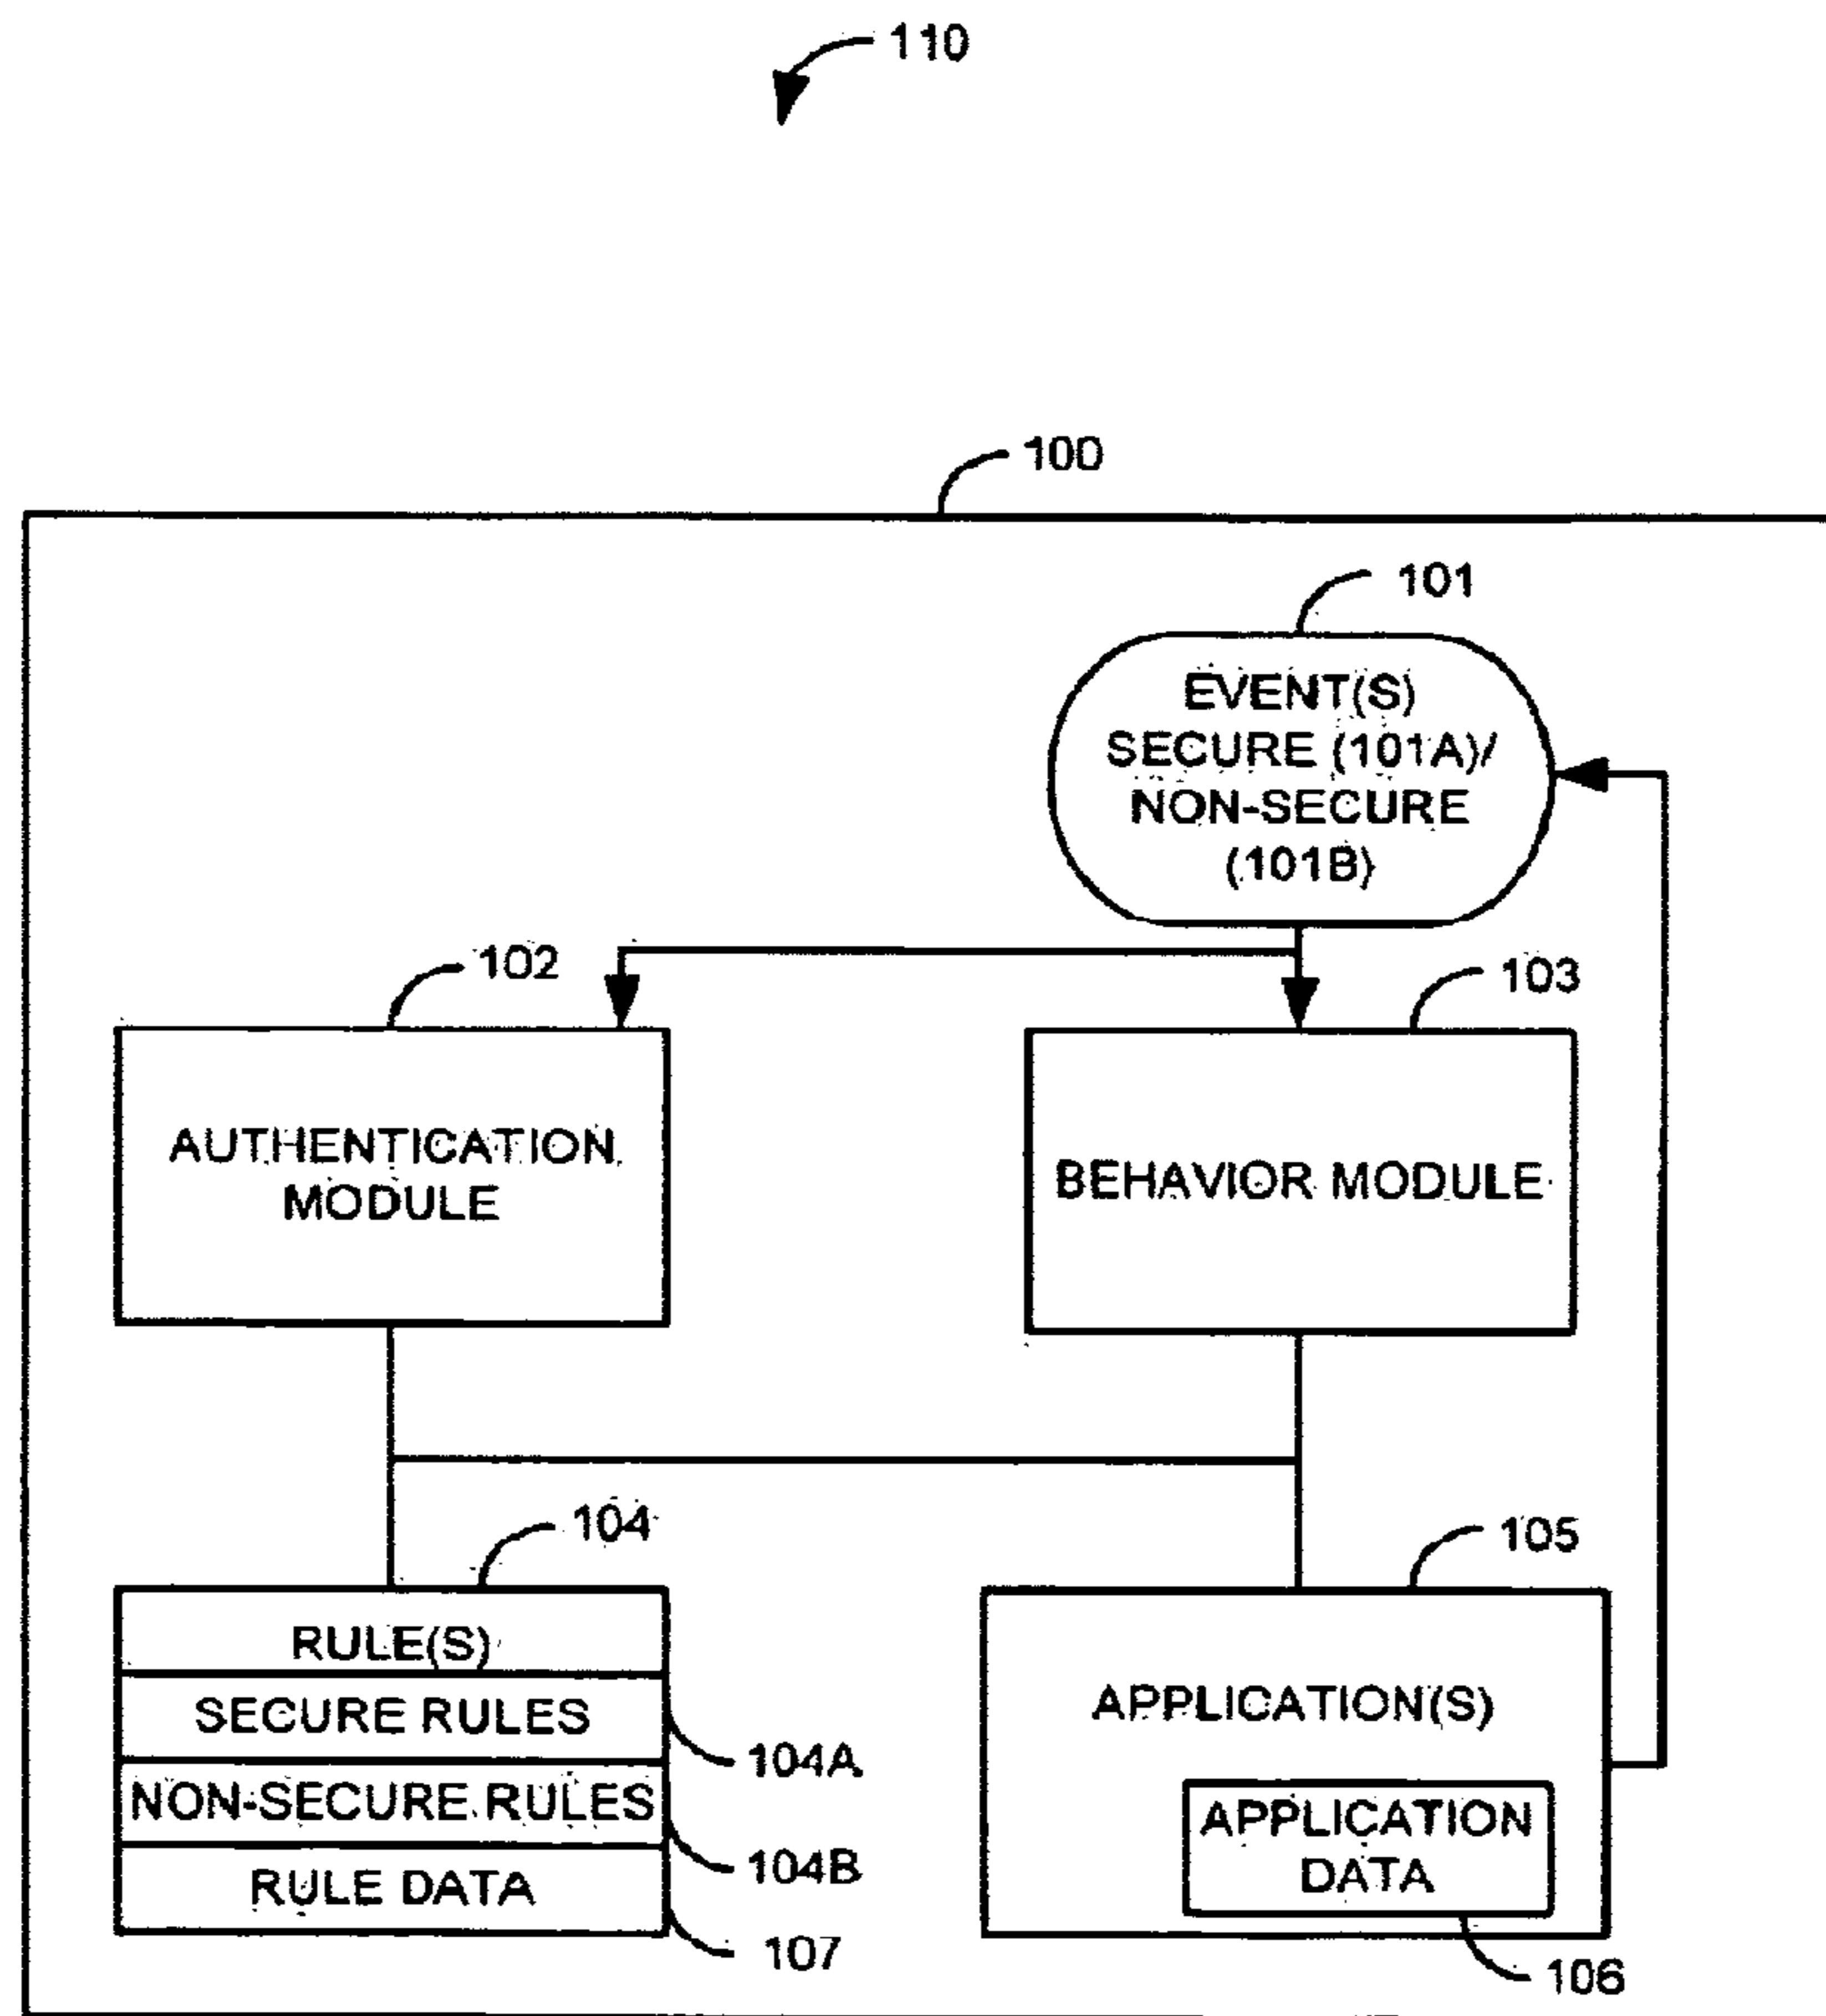 110
100
101
EVENT(S)
SECURE (101A)/
NON-SECURE
(101B)
102
103
AUTHENTICATION
MODULE
BEHAVIOR MODULE
104
105
RULE(S)
SECURE RULES
104A
NON-SECURE RULES
104B
RULE DATA
107
APPLICATION(S)
APPLICATION
DATA
106